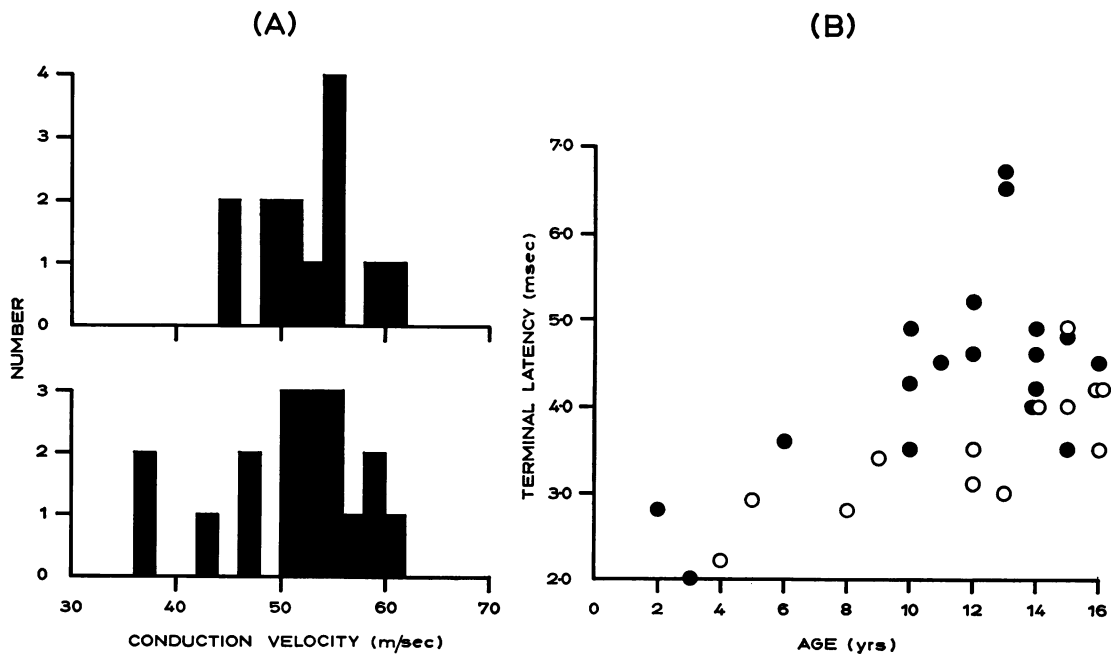 (A)
4
3
2
1
0
3
2
1
0
30 40 50 60 70
NUMBER
CONDUCTION VELOCITY (m/sec)
(B)
7·0
6·0
5·0
4·0
3·0
2·0
0 2 4 6 8 10 12 14 16
TERMINAL LATENCY (msec)
AGE (yrs)